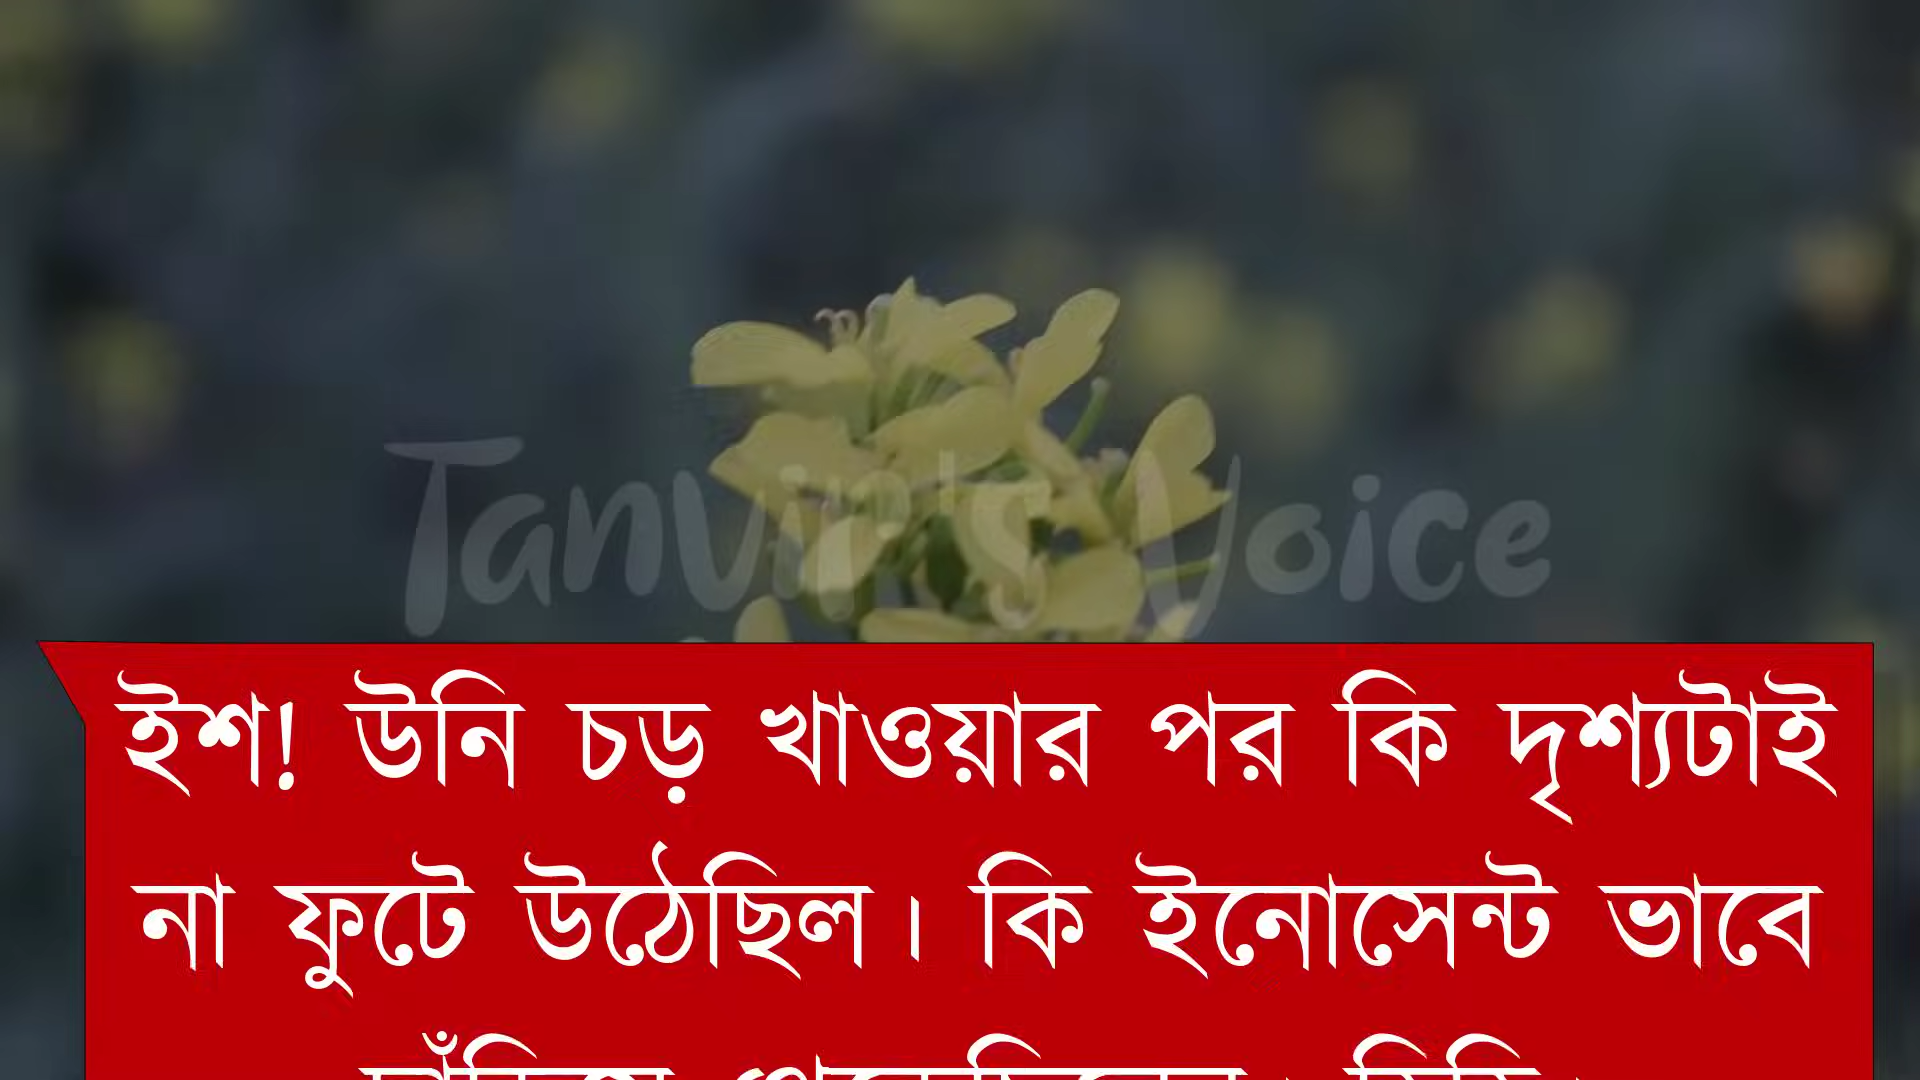 Tanvir's Voice
ইশ! উনি চড় খাওয়ার পর কি দৃশ্যটাই
না ফুটে উঠেছিল। কি ইনোসেন্ট ভাবে